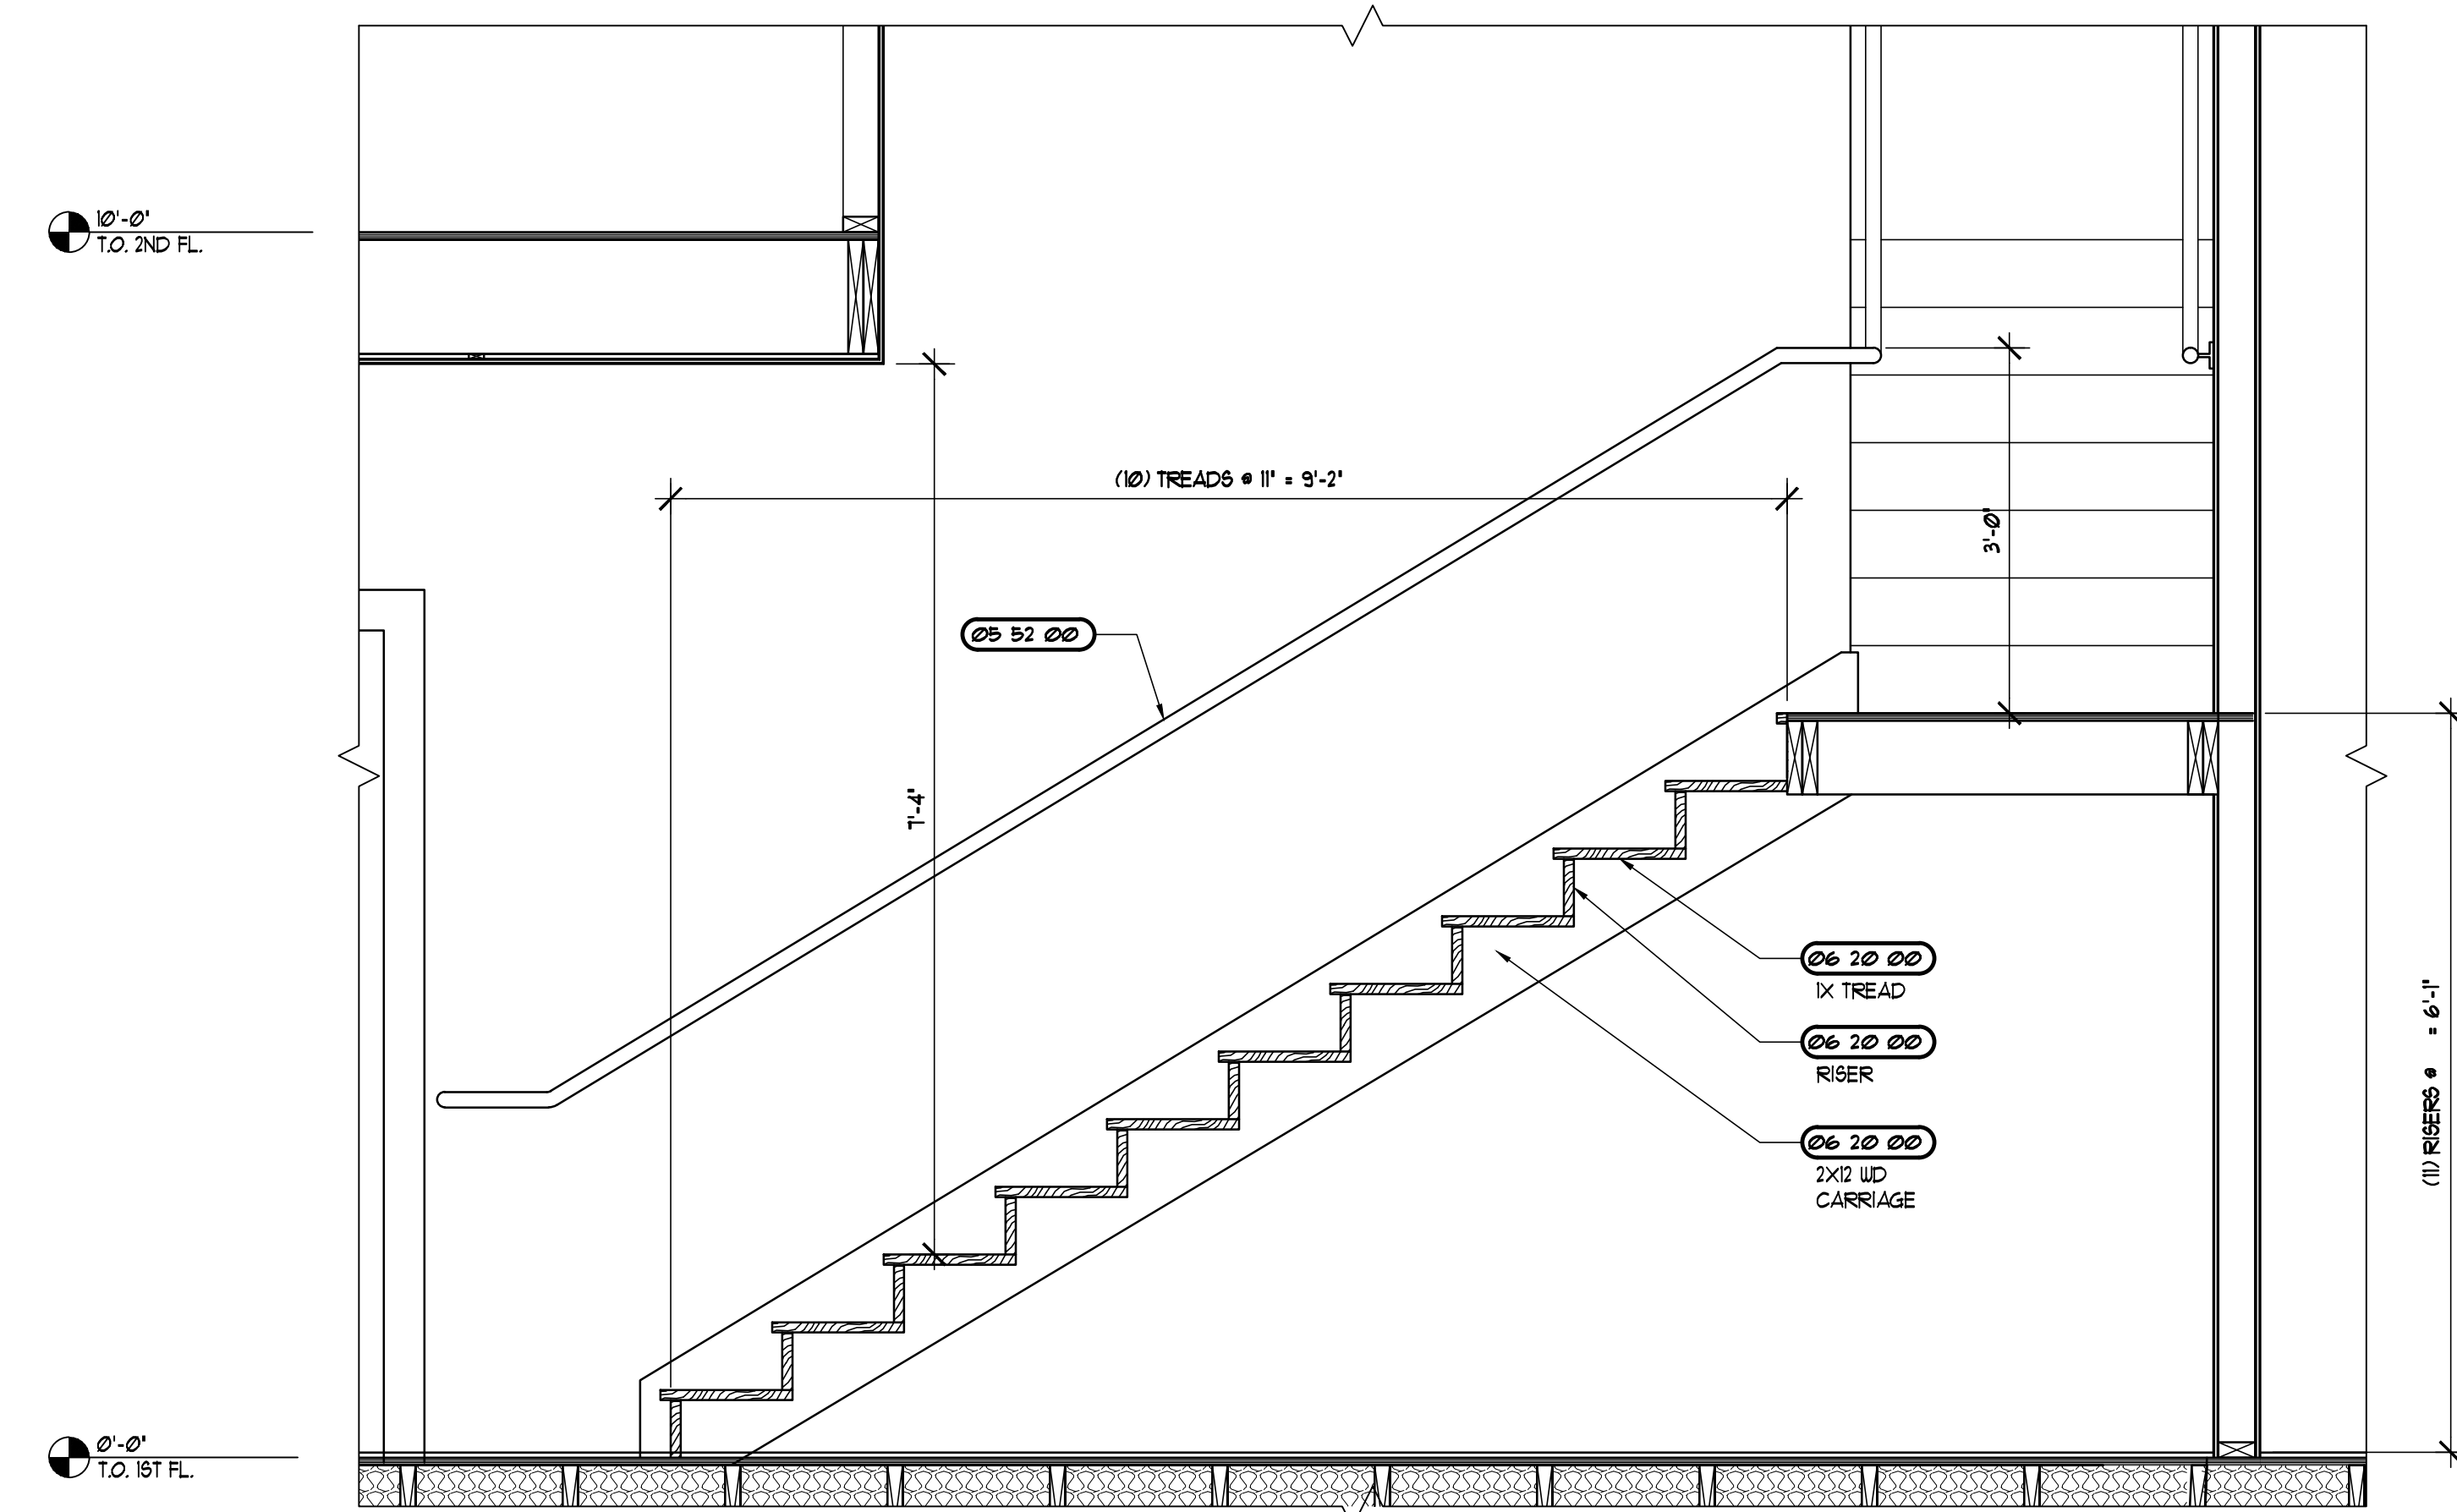 10'-0"
T.O. 2ND FL.
(10) TREADS @ 11" = 9'-2"
3'-0"
05 52 00
7'-4"
06 20 00
1X TREAD
06 20 00
RISER
06 20 00
2X12 WD
CARRIAGE
(11) RISERS @ = 6'-1"
0'-0"
T.O. 1ST FL.